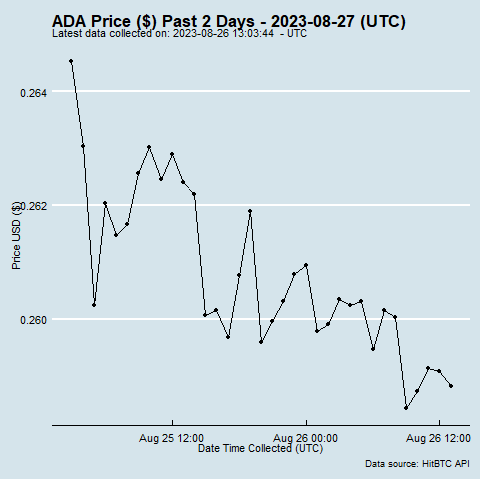 ADA Price ($) Past 2 Days - 2023-08-27 (UTC)
Latest data collected on: 2023-08-26 13:03:44 - UTC
0.264
0.262
0.260
Price USD ($)
Aug 25 12:00
Aug 26 00:00
Aug 26 12:00
Date Time Collected (UTC)
Data source: HitBTC API